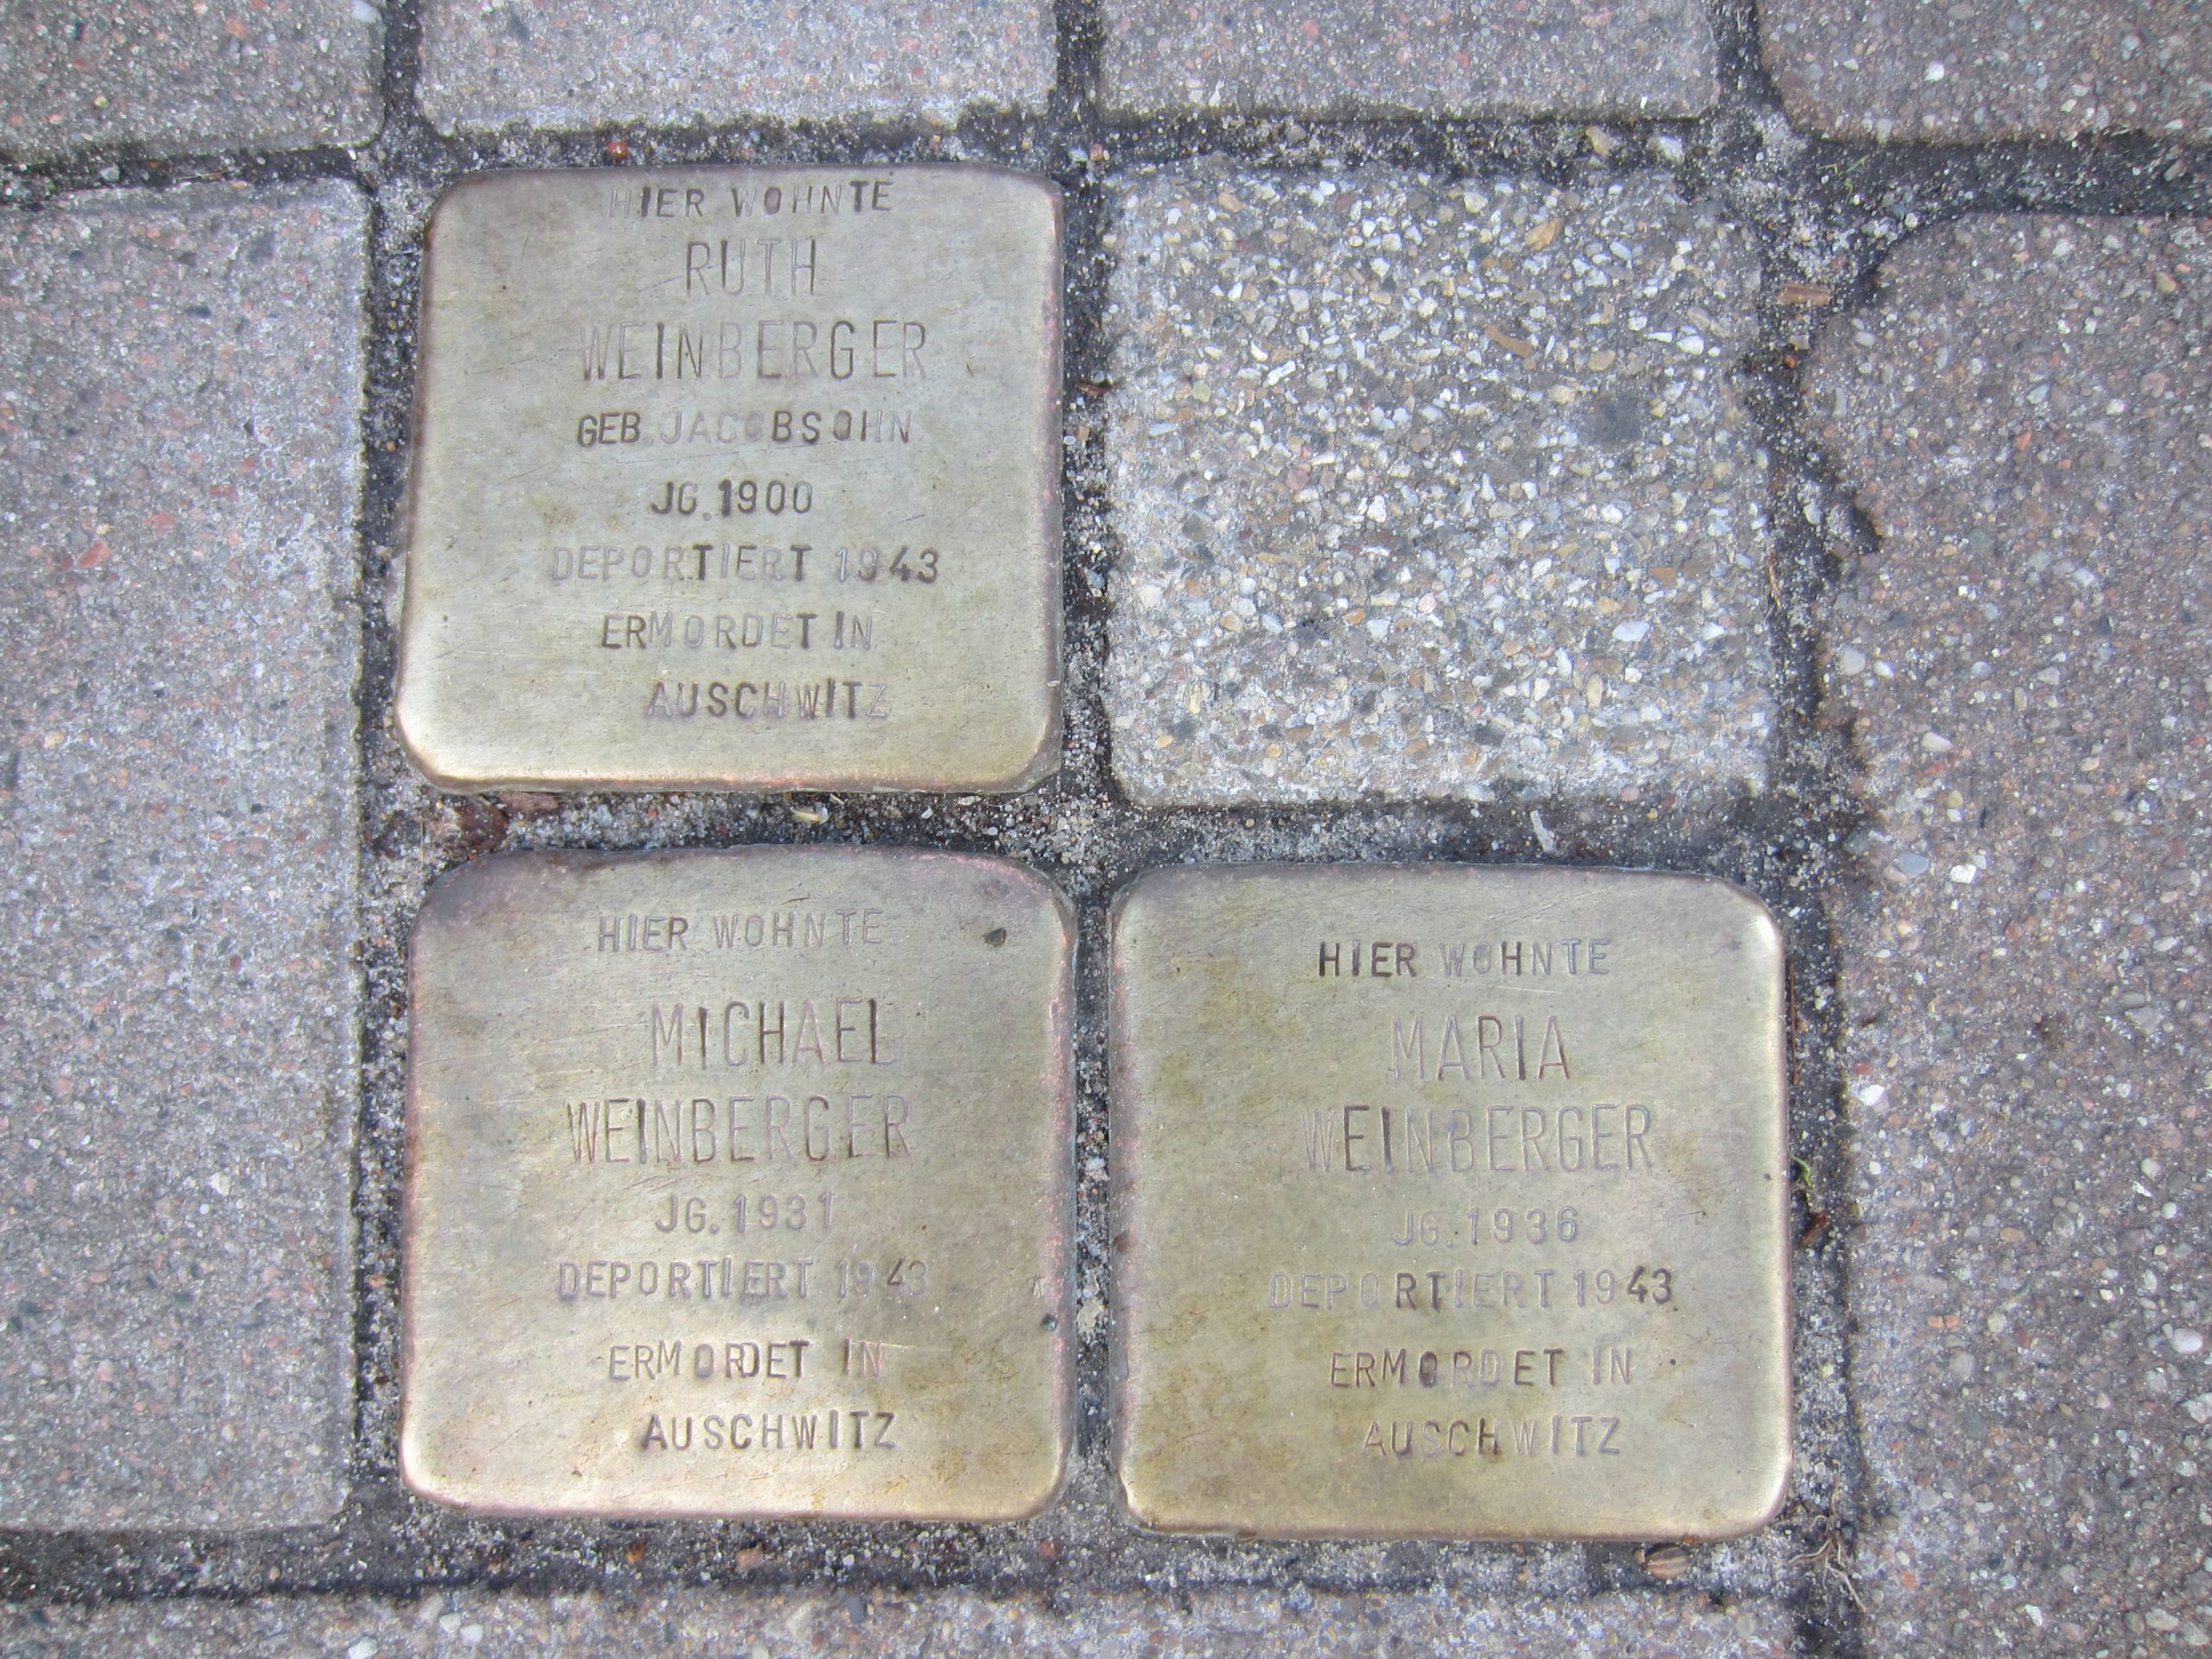 HIER WOHNTE
RUTH
WEINBERGER
GEB. JACOBSOHN
JG. 1900
DEPORTIERT 1943
ERMORDET IN
AUSCHWITZ
HIER WOHNTE
MICHAEL
WEINBERGER
JG. 1931
DEPORTIERT 1943
ERMORDET IN
AUSCHWITZ
HIER WOHNTE
MARIA
WEINBERGER
JG. 1936
DEPORTIERT 1943
ERMORDET IN
AUSCHWITZ